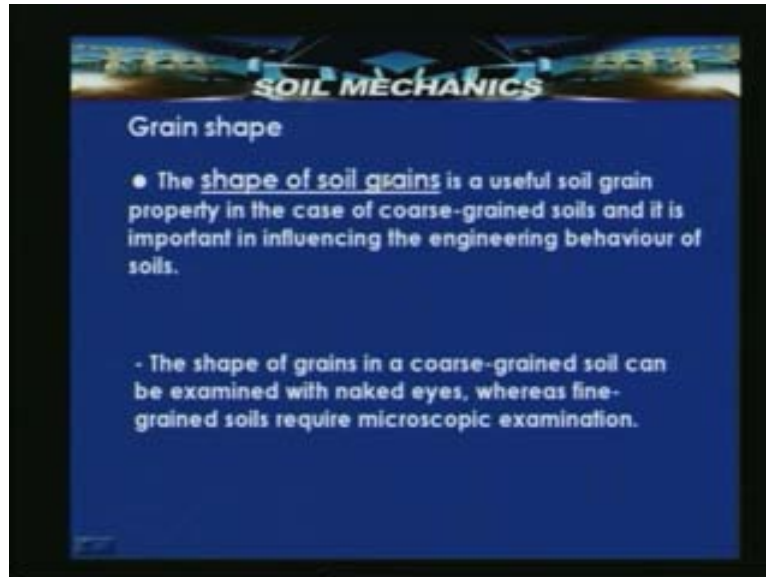 SOIL MECHANICS
Grain shape
● The shape of soil grains is a useful soil grain
property in the case of coarse-grained soils and it is
important in influencing the engineering behaviour of
soils.
- The shape of grains in a coarse-grained soil can
be examined with naked eyes, whereas fine-
grained soils require microscopic examination.